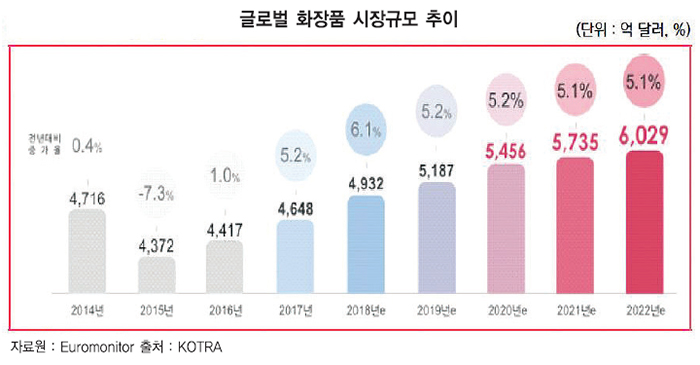 글로벌 화장품 시장규모 추이
(단위 : 억 달러, %)
전년대비
증가율
0.4%
-7.3%
1.0%
5.2%
6.1%
5.2%
5.2%
5.1%
5.1%
4,716
4,372
4,417
4,648
4,932
5,187
5,456
5,735
6,029
2014년
2015년
2016년
2017년
2018년e
2019년e
2020년e
2021년e
2022년e
자료원 : Euromonitor 출처 : KOTRA